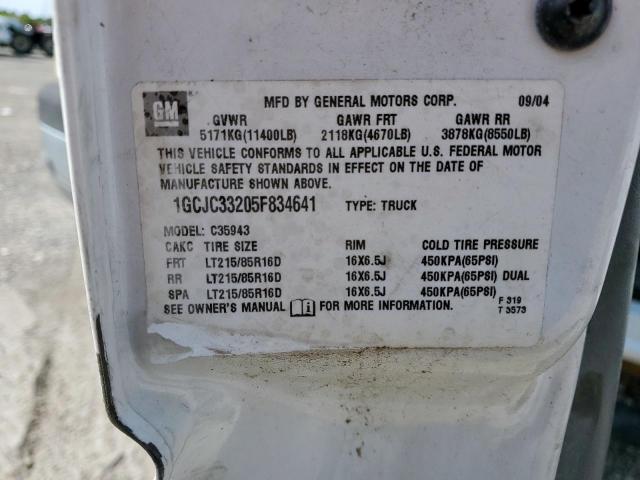 GM
MFD BY GENERAL MOTORS CORP. 09/04
GVWR GAWR FRT GAWR RR
5171KG(11400LB) 2118KG(4670LB) 3878KG(8550LB)
THIS VEHICLE CONFORMS TO ALL APPLICABLE U.S. FEDERAL MOTOR
VEHICLE SAFETY STANDARDS IN EFFECT ON THE DATE OF
MANUFACTURE SHOWN ABOVE.
1GCJC33205F834641 TYPE: TRUCK
MODEL: C35943
CAKC TIRE SIZE RIM COLD TIRE PRESSURE
FRT LT215/85R16D 16X6.5J 450KPA(65PSI)
RR LT215/85R16D 16X6.5J 450KPA(65PSI) DUAL
SPA LT215/85R16D 16X6.5J 450KPA(65PSI)
SEE OWNER'S MANUAL FOR MORE INFORMATION.
F 319
T 3573